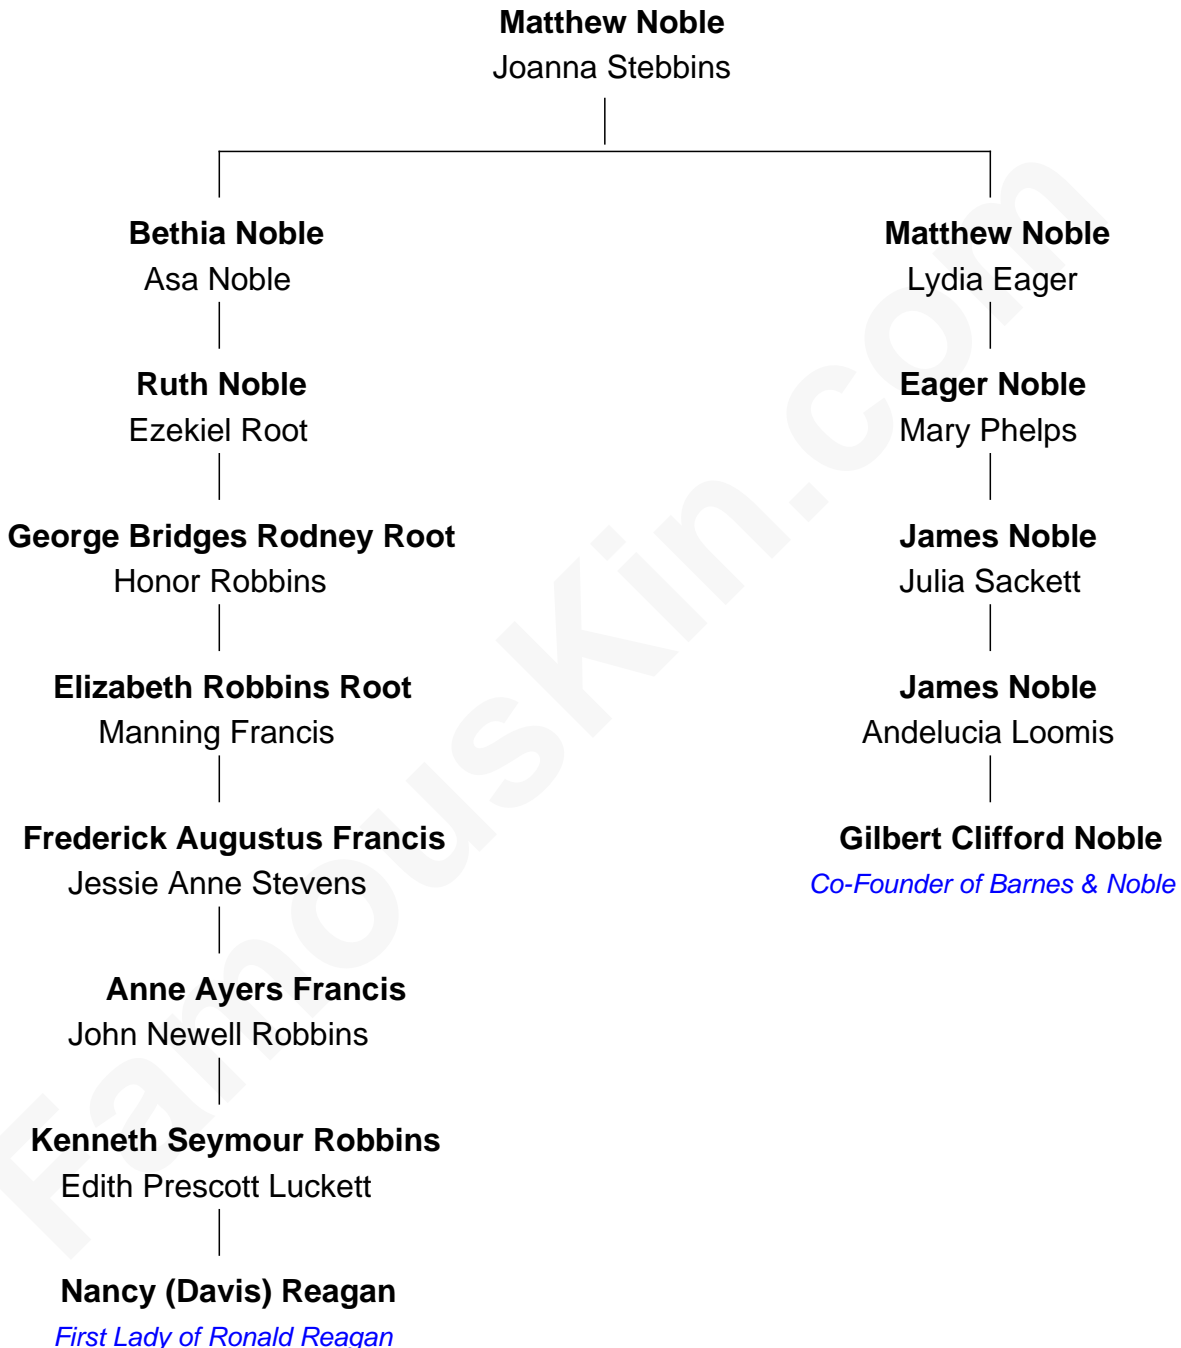 Matthew Noble
Joanna Stebbins
Bethia Noble
Asa Noble
Ruth Noble
Ezekiel Root
George Bridges Rodney Root
Honor Robbins
Elizabeth Robbins Root
Manning Francis
Frederick Augustus Francis
Jessie Anne Stevens
Anne Ayers Francis
John Newell Robbins
Kenneth Seymour Robbins
Edith Prescott Luckett
Nancy (Davis) Reagan
First Lady of Ronald Reagan
Matthew Noble
Lydia Eager
Eager Noble
Mary Phelps
James Noble
Julia Sackett
James Noble
Andelucia Loomis
Gilbert Clifford Noble
Co-Founder of Barnes & Noble
FamousKin.com